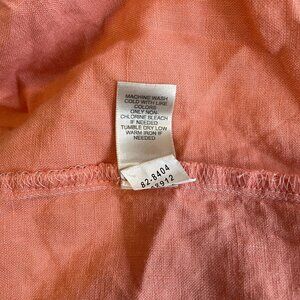 MACHINE WASH
COLD WITH LIKE
COLORS
ONLY NON-
CHLORINE BLEACH
IF NEEDED
TUMBLE DRY LOW
WARM IRON IF
NEEDED
82-8404
8912